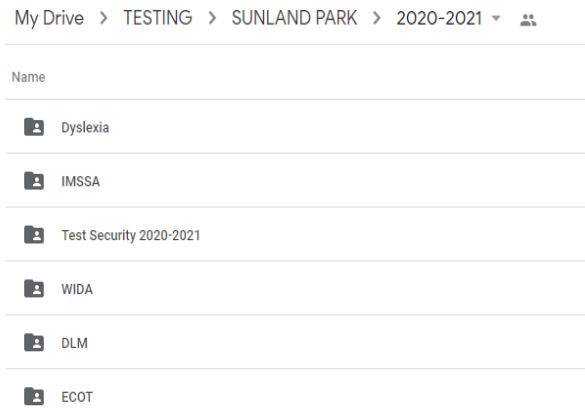 My Drive > TESTING > SUNLAND PARK > 2020-2021
Name
Dyslexia
IMSSA
Test Security 2020-2021
WIDA
DLM
ECOT